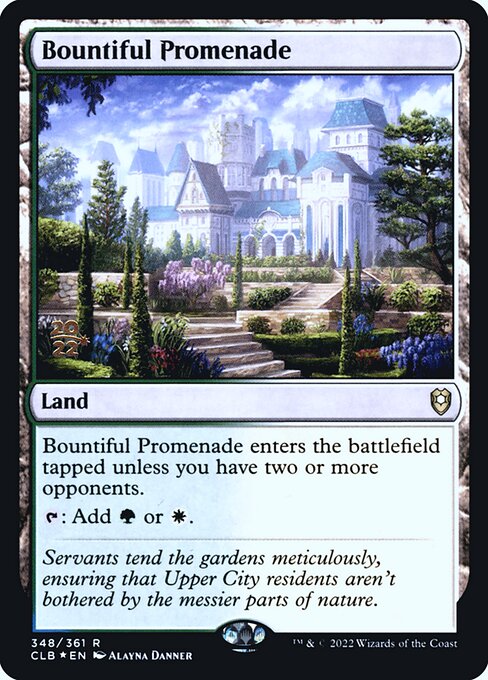 Bountiful Promenade
20
22
Land
Bountiful Promenade enters the battlefield
tapped unless you have two or more
opponents.
: Add or .
Servants tend the gardens meticulously,
ensuring that Upper City residents aren't
bothered by the messier parts of nature.
348/361 R
CLB ★ EN Alayna Danner
™ & © 2022 Wizards of the Coast